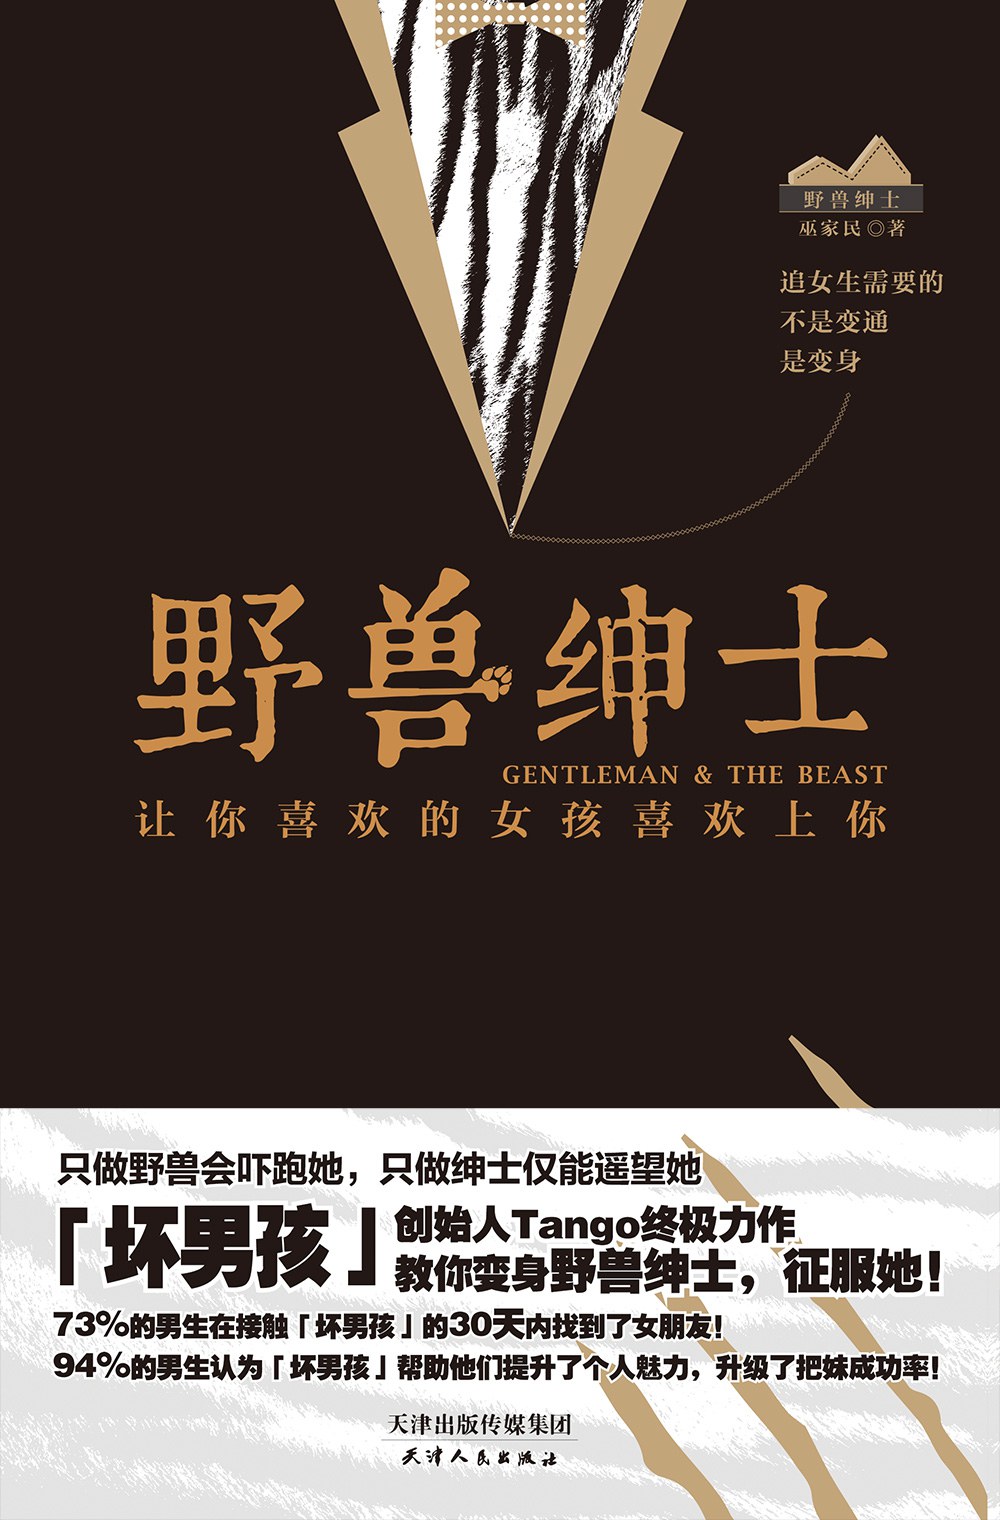 野兽绅士
巫家民◎著
追女生需要的
不是变通
是变身
野兽绅士
GENTLEMAN & THE BEAST
让你喜欢的女孩喜欢上你
只做野兽会吓跑她，只做绅士仅能遥望她
「坏男孩」创始人Tango终极力作
教你变身野兽绅士，征服她！
73%的男生在接触「坏男孩」的30天内找到了女朋友！
94%的男生认为「坏男孩」帮助他们提升了个人魅力，升级了把妹成功率！
天津出版传媒集团
天津人民出版社